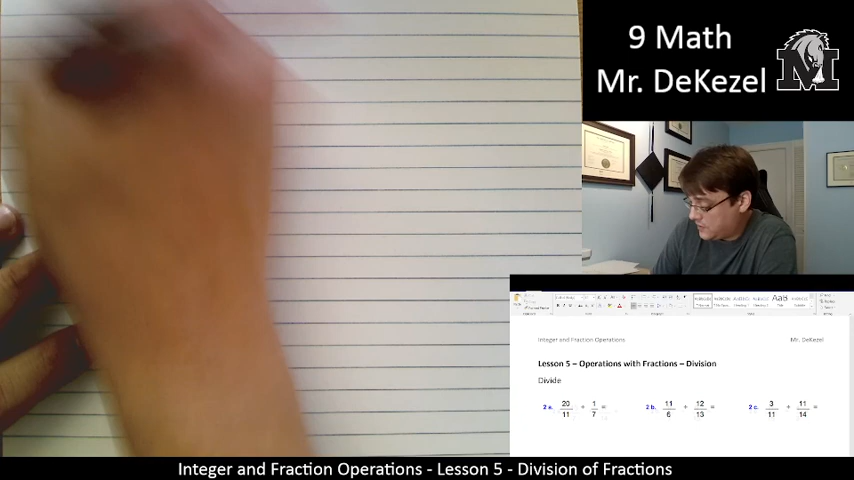 9 Math
Mr. DeKezel
M
Integer and Fraction Operations Mr. DeKezel
Lesson 5 – Operations with Fractions – Division
Divide
2 a. 20/11 ÷ 1/7 = 2 b. 11/6 ÷ 12/13 = 2 c. 3/11 ÷ 11/14 =
Integer and Fraction Operations - Lesson 5 - Division of Fractions